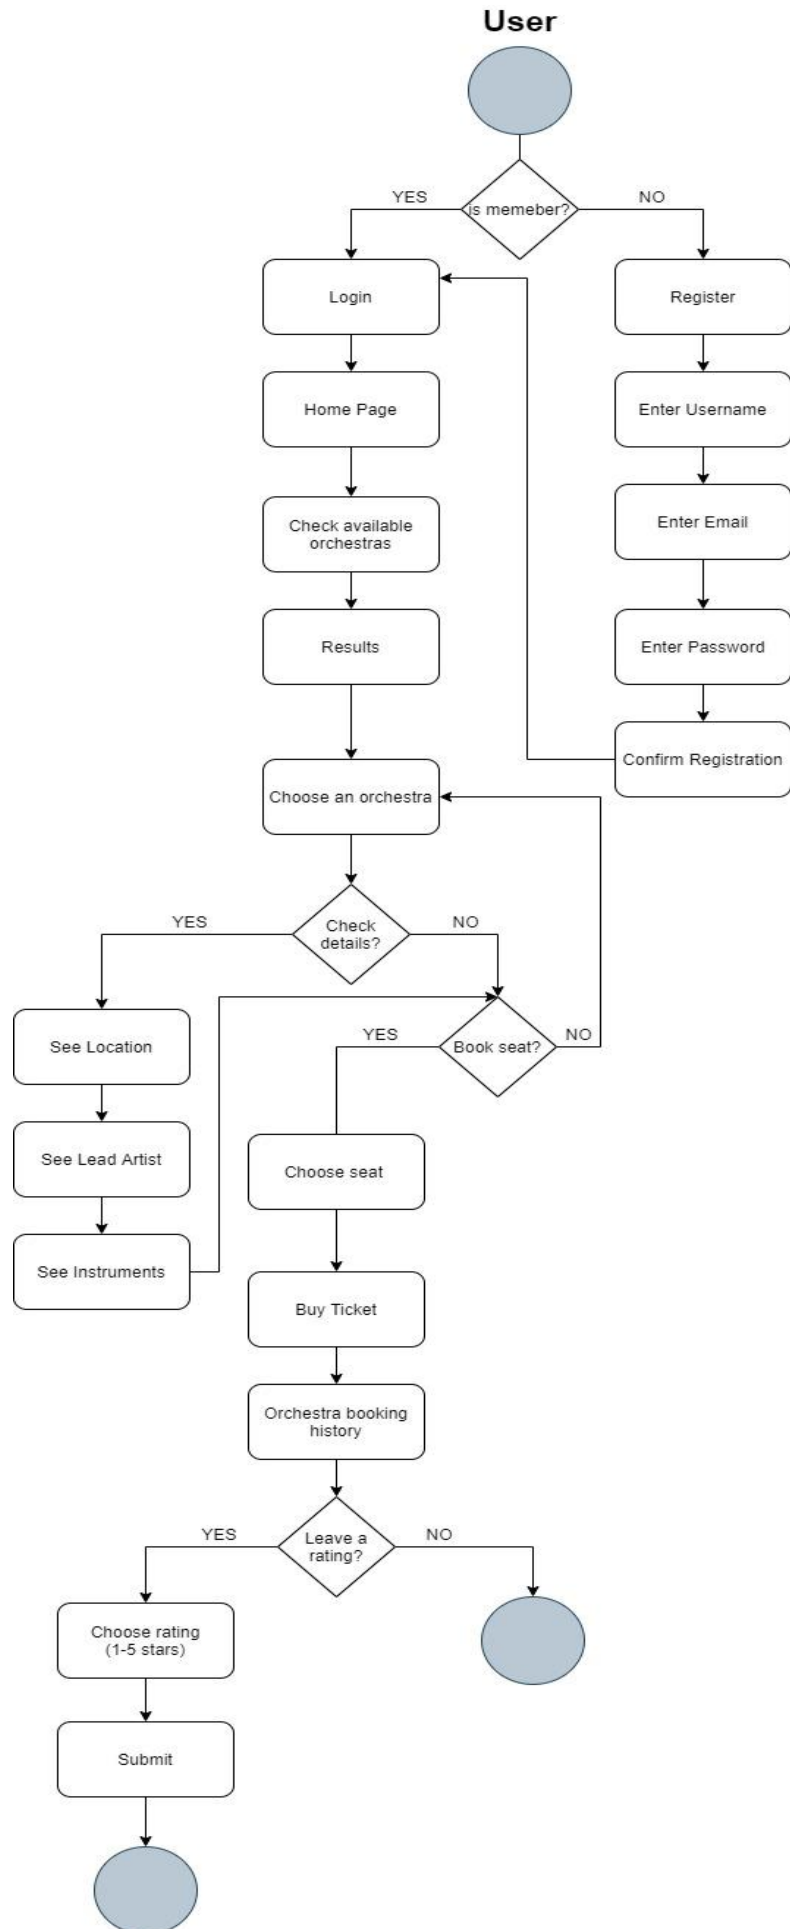 User
is memeber?
YES
NO
Login
Register
Home Page
Enter Username
Check available
orchestras
Enter Email
Results
Enter Password
Confirm Registration
Choose an orchestra
Check
details?
YES
NO
See Location
Book seat?
YES
NO
See Lead Artist
Choose seat
See Instruments
Buy Ticket
Orchestra booking
history
Leave a
rating?
YES
NO
Choose rating
(1-5 stars)
Submit